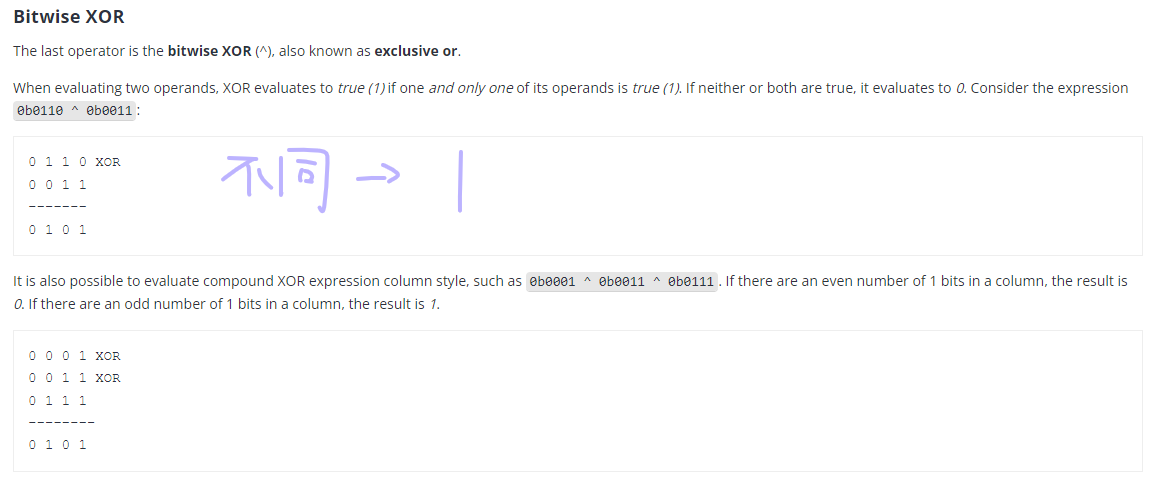 Bitwise XOR
The last operator is the bitwise XOR (^), also known as exclusive or.
When evaluating two operands, XOR evaluates to true (1) if one and only one of its operands is true (1). If neither or both are true, it evaluates to 0. Consider the expression
0b0110 ^ 0b0011:
0 1 1 0 XOR
0 0 1 1
-------
0 1 0 1
不同 → 1
It is also possible to evaluate compound XOR expression column style, such as 0b0001 ^ 0b0011 ^ 0b0111. If there are an even number of 1 bits in a column, the result is
0. If there are an odd number of 1 bits in a column, the result is 1.
0 0 0 1 XOR
0 0 1 1 XOR
0 1 1 1
--------
0 1 0 1